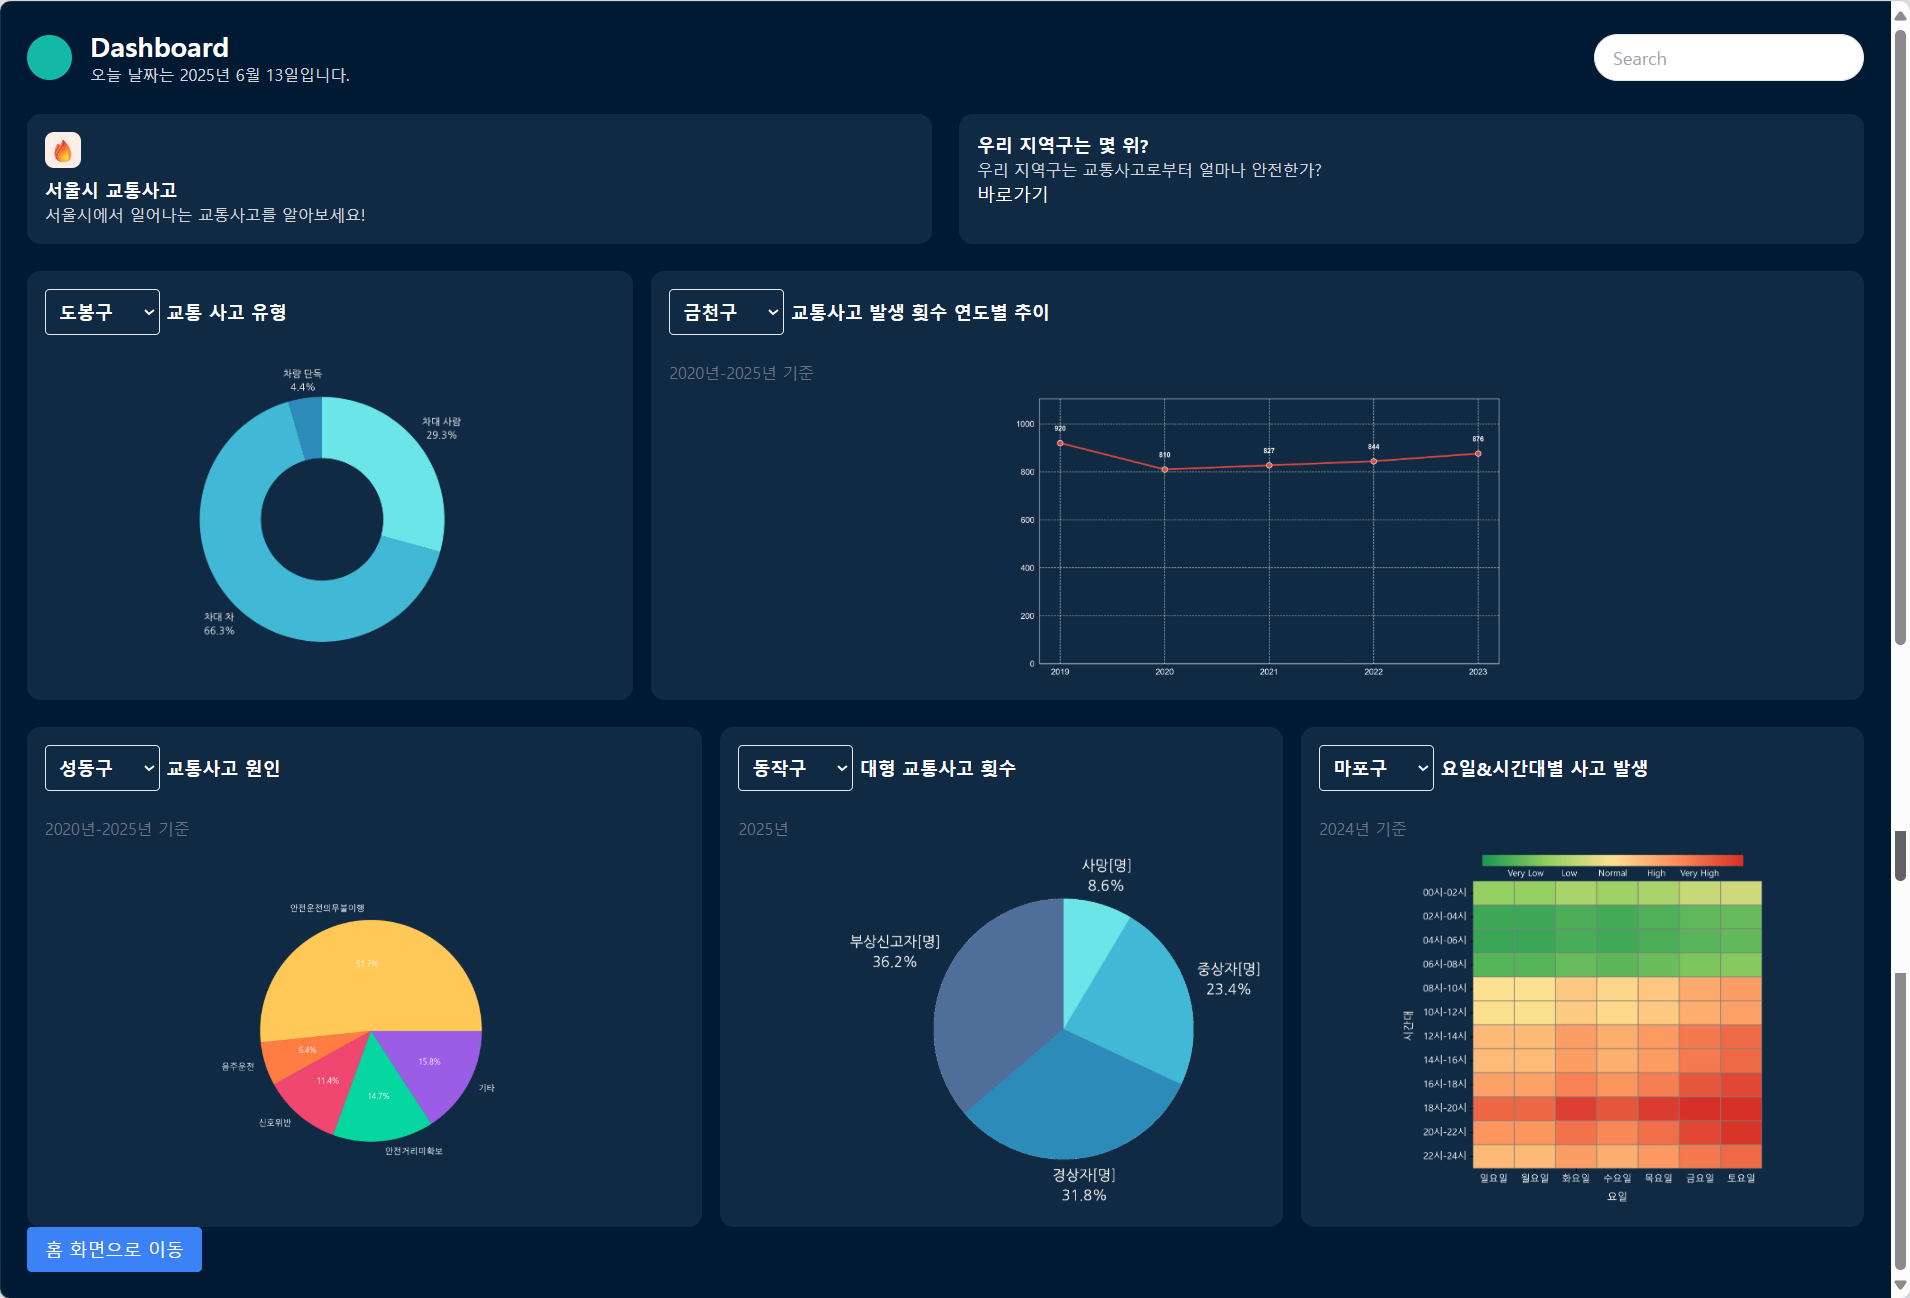 Dashboard
오늘 날짜는 2025년 6월 13일입니다.
Search
서울시 교통사고
서울시에서 일어나는 교통사고를 알아보세요!
우리 지역구는 몇 위?
우리 지역구는 교통사고로부터 얼마나 안전한가?
바로가기
도봉구 교통 사고 유형
차량 단독
4.4%
차대 사람
29.3%
차대 차
66.3%
금천구 교통사고 발생 횟수 연도별 추이
2020년-2025년 기준
1000
800
600
400
200
0
920
810
827
844
876
2019 2020 2021 2022 2023
성동구 교통사고 원인
2020년-2025년 기준
안전운전의무불이행
51.7%
음주운전
6.4%
신호위반
11.4%
안전거리미확보
14.7%
기타
15.8%
동작구 대형 교통사고 횟수
2025년
사망[명]
8.6%
부상신고자[명]
36.2%
중상자[명]
23.4%
경상자[명]
31.8%
마포구 요일&시간대별 사고 발생
2024년 기준
Very Low Low Normal High Very High
시간대
00시-02시
02시-04시
04시-06시
06시-08시
08시-10시
10시-12시
12시-14시
14시-16시
16시-18시
18시-20시
20시-22시
22시-24시
일요일 월요일 화요일 수요일 목요일 금요일 토요일
요일
홈 화면으로 이동